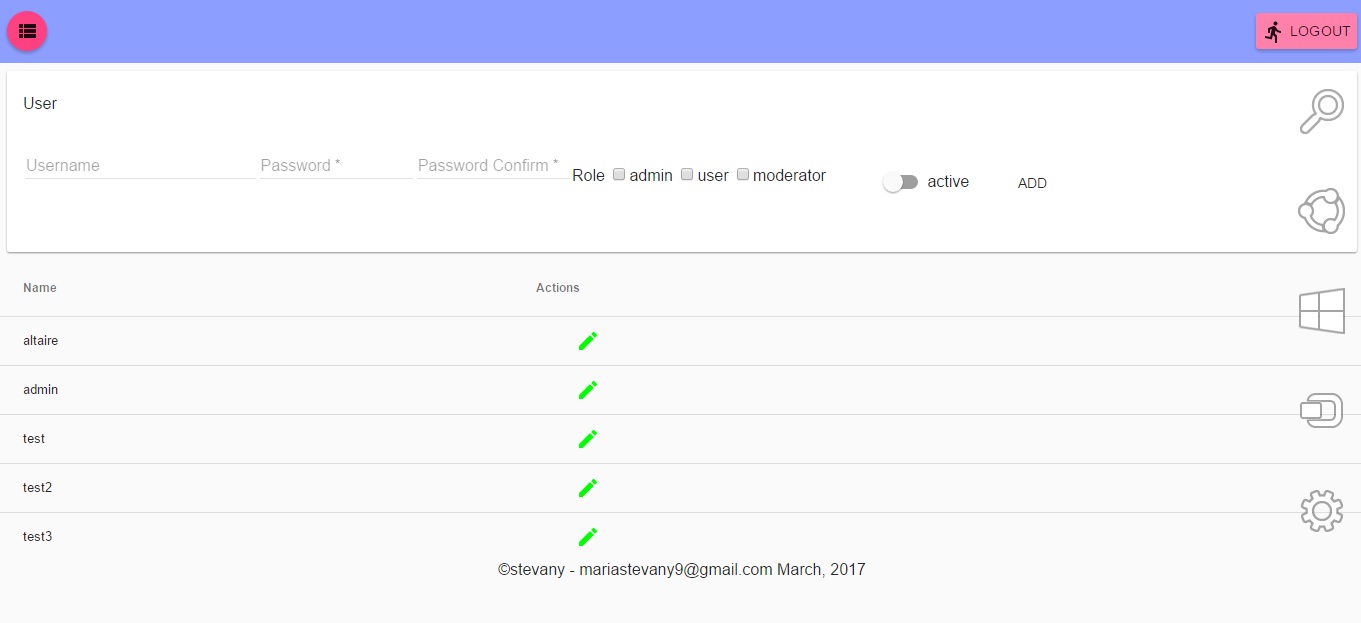 LOGOUT
User
Username Password * Password Confirm * Role admin user moderator active ADD
Name Actions
altaire
admin
test
test2
test3
©stevany - mariastevany9@gmail.com March, 2017